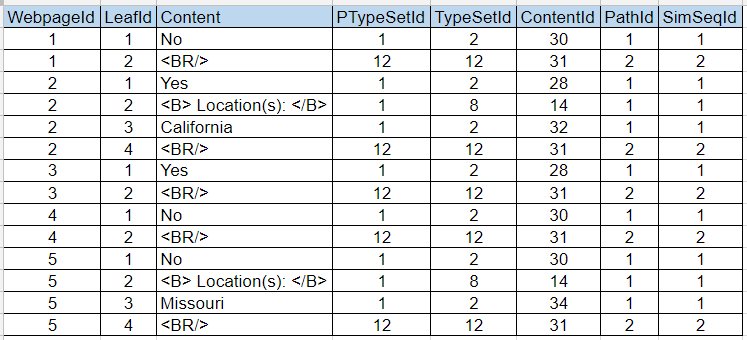 WebpageId LeafId Content PTypeSetId TypeSetId ContentId PathId SimSeqId
1 1 No 1 2 30 1 1
1 2 <BR/> 12 12 31 2 2
2 1 Yes 1 2 28 1 1
2 2 <B> Location(s): </B> 1 8 14 1 1
2 3 California 1 2 32 1 1
2 4 <BR/> 12 12 31 2 2
3 1 Yes 1 2 28 1 1
3 2 <BR/> 12 12 31 2 2
4 1 No 1 2 30 1 1
4 2 <BR/> 12 12 31 2 2
5 1 No 1 2 30 1 1
5 2 <B> Location(s): </B> 1 8 14 1 1
5 3 Missouri 1 2 34 1 1
5 4 <BR/> 12 12 31 2 2